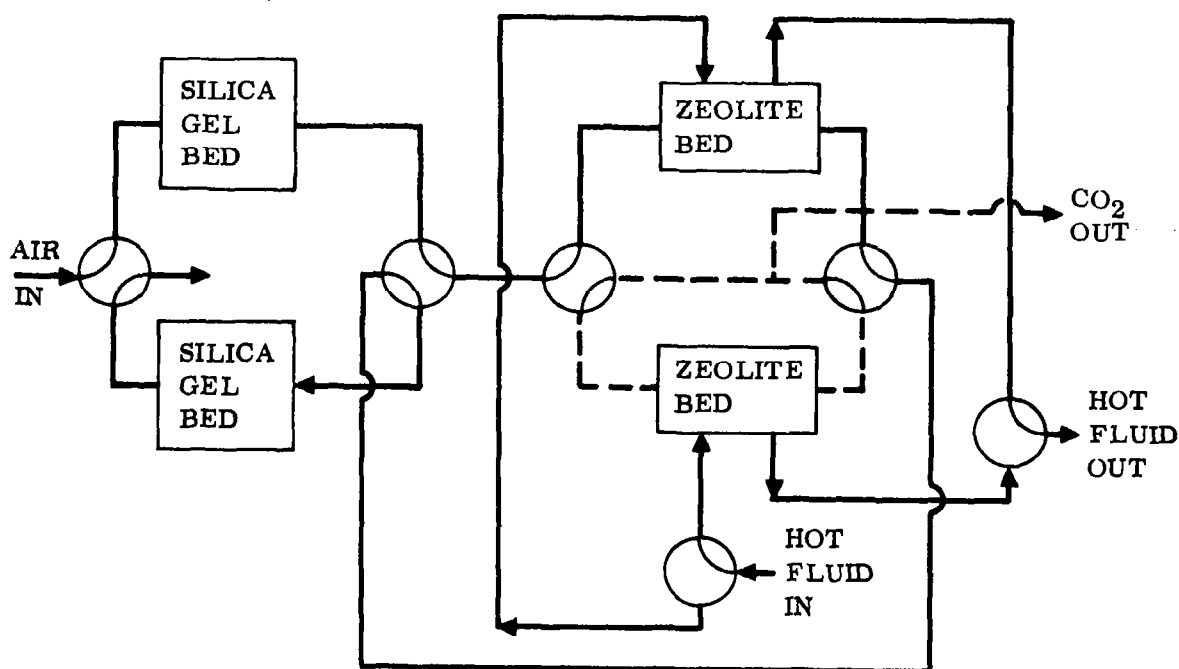 SILICA
GEL
BED
ZEOLITE
BED
CO2
OUT
AIR
IN
SILICA
GEL
BED
ZEOLITE
BED
HOT
FLUID
OUT
HOT
FLUID
IN